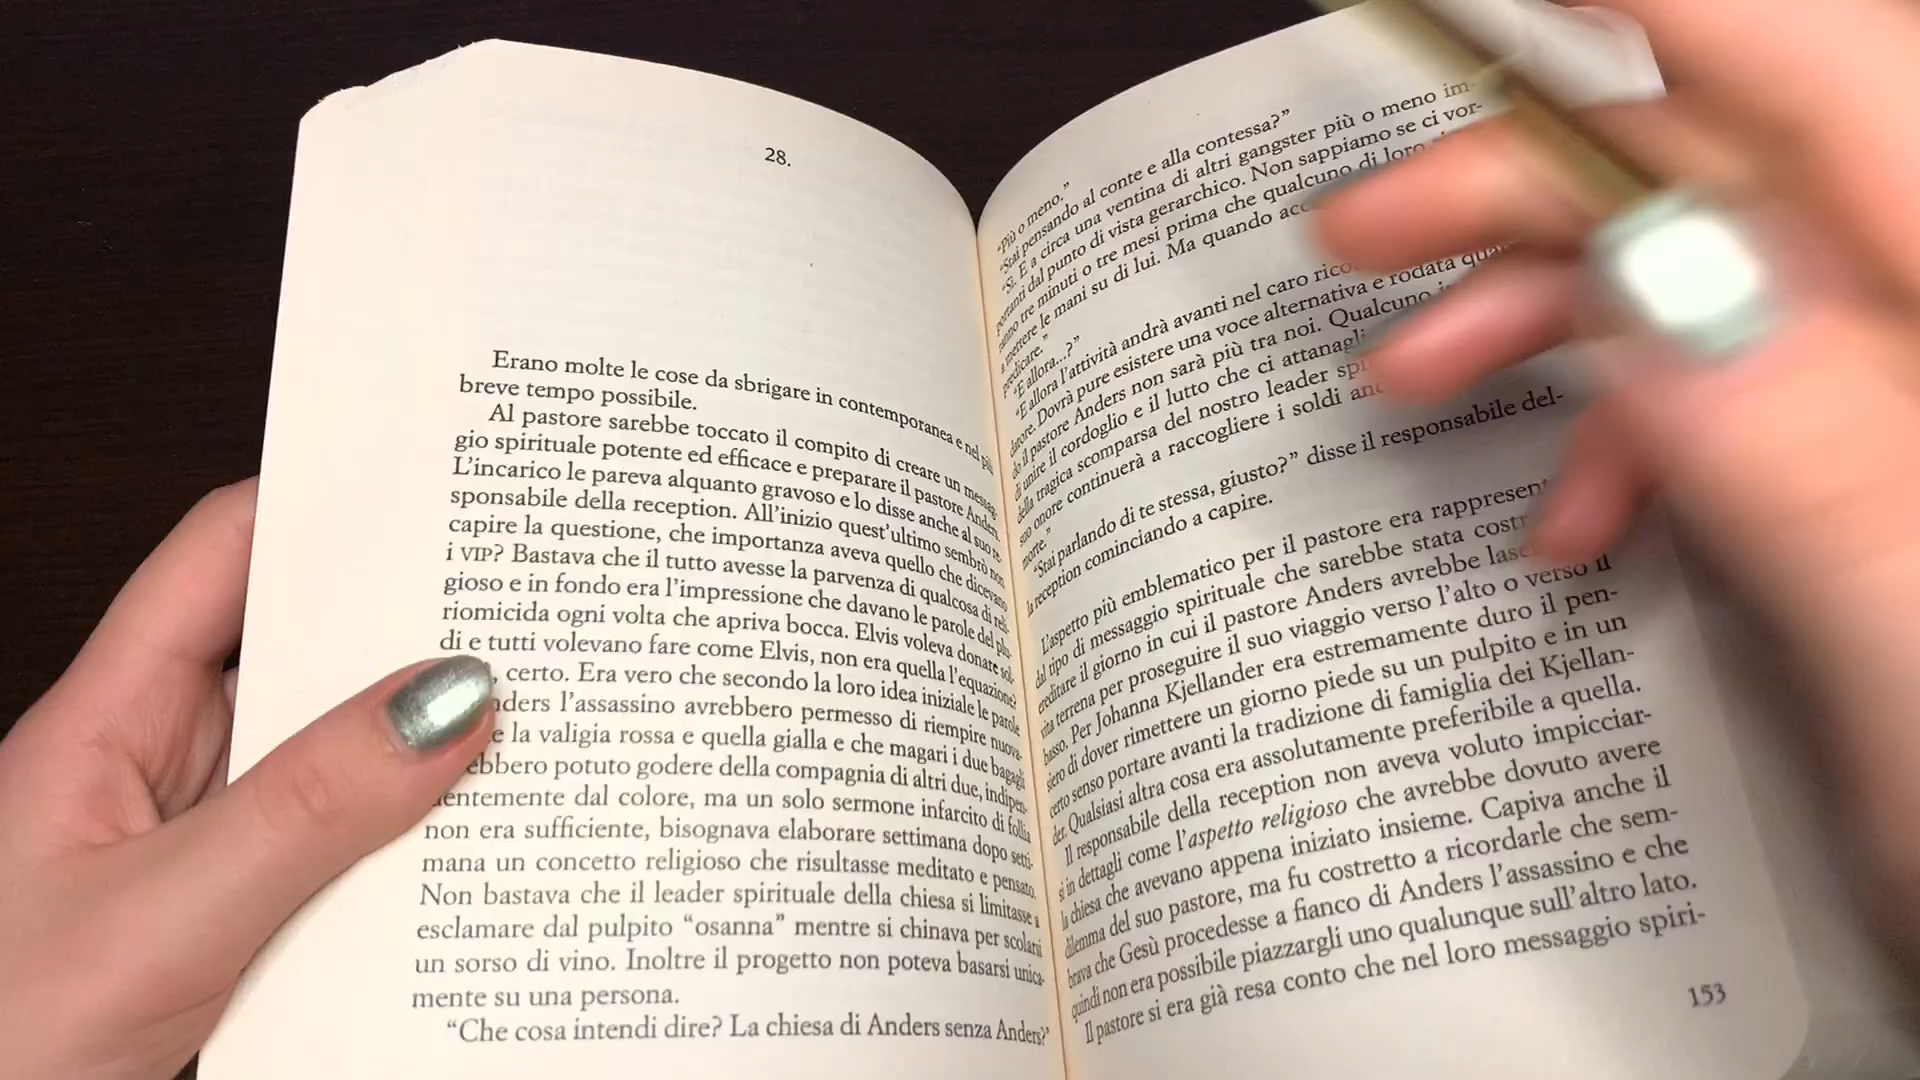 28.
Erano molte le cose da sbrigare in contemporanea e nel più
breve tempo possibile.
Al pastore sarebbe toccato il compito di creare un messag-
gio spirituale potente ed efficace e preparare il pastore Anders.
L'incarico le pareva alquanto gravoso e lo disse anche al suo re-
sponsabile della reception. All'inizio quest'ultimo sembrò non
capire la questione, che importanza aveva quello che dicevano
i VIP? Bastava che il tutto avesse la parvenza di qualcosa di reli-
gioso e in fondo era l'impressione che davano le parole del plu-
riomicida ogni volta che apriva bocca. Elvis voleva donare sol-
di e tutti volevano fare come Elvis, non era quella l'equazione?
, certo. Era vero che secondo la loro idea iniziale le parole
nders l'assassino avrebbero permesso di riempire nuova-
e la valigia rossa e quella gialla e che magari i due bagagli
ebbero potuto godere della compagnia di altri due, indipen-
entemente dal colore, ma un solo sermone infarcito di follia
non era sufficiente, bisognava elaborare settimana dopo setti-
mana un concetto religioso che risultasse meditato e pensato.
Non bastava che il leader spirituale della chiesa si limitasse a
esclamare dal pulpito “osanna” mentre si chinava per scolarsi
un sorso di vino. Inoltre il progetto non poteva basarsi unica-
mente su una persona.
“Che cosa intendi dire? La chiesa di Anders senza Anders?”
“Più o meno.”
“Stai pensando al conte e alla contessa?”
“Sì. E a circa una ventina di altri gangster più o meno im-
portanti dal punto di vista gerarchico. Non sappiamo se ci vor-
ranno tre minuti o tre mesi prima che qualcuno di loro
a mettere le mani su di lui. Ma quando acc
predicare.”
“E allora...?”
“E allora l'attività andrà avanti nel caro rico
datore. Dovrà pure esistere una voce alternativa e rodata qua
do il pastore Anders non sarà più tra noi. Qualcuno i
di unire il cordoglio e il lutto che ci attanagli
della tragica scomparsa del nostro leader spi
suo onore continuerà a raccogliere i soldi anc
morte.”
“Stai parlando di te stessa, giusto?” disse il responsabile del-
la reception cominciando a capire.
L'aspetto più emblematico per il pastore era rappresent
dal tipo di messaggio spirituale che sarebbe stata costr
ereditare il giorno in cui il pastore Anders avrebbe lasc
vita terrena per proseguire il suo viaggio verso l'alto o verso il
basso. Per Johanna Kjellander era estremamente duro il pen-
siero di dover rimettere un giorno piede su un pulpito e in un
certo senso portare avanti la tradizione di famiglia dei Kjellan-
der. Qualsiasi altra cosa era assolutamente preferibile a quella.
Il responsabile della reception non aveva voluto impicciar-
si in dettagli come l'aspetto religioso che avrebbe dovuto avere
la chiesa che avevano appena iniziato insieme. Capiva anche il
dilemma del suo pastore, ma fu costretto a ricordarle che sem-
brava che Gesù procedesse a fianco di Anders l'assassino e che
quindi non era possibile piazzargli uno qualunque sull'altro lato.
Il pastore si era già resa conto che nel loro messaggio spiri-
153